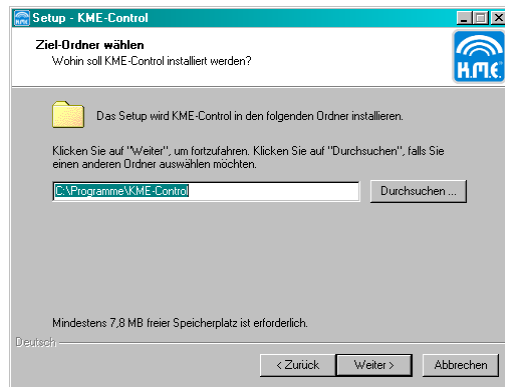 Setup - KME-Control
Ziel-Ordner wählen
Wohin soll KME-Control installiert werden?
K.M.E.
Das Setup wird KME-Control in den folgenden Ordner installieren.
Klicken Sie auf "Weiter", um fortzufahren. Klicken Sie auf "Durchsuchen", falls Sie
einen anderen Ordner auswählen möchten.
C:\Programme\KME-Control
Durchsuchen ...
Mindestens 7,8 MB freier Speicherplatz ist erforderlich.
Deutsch
< Zurück
Weiter >
Abbrechen